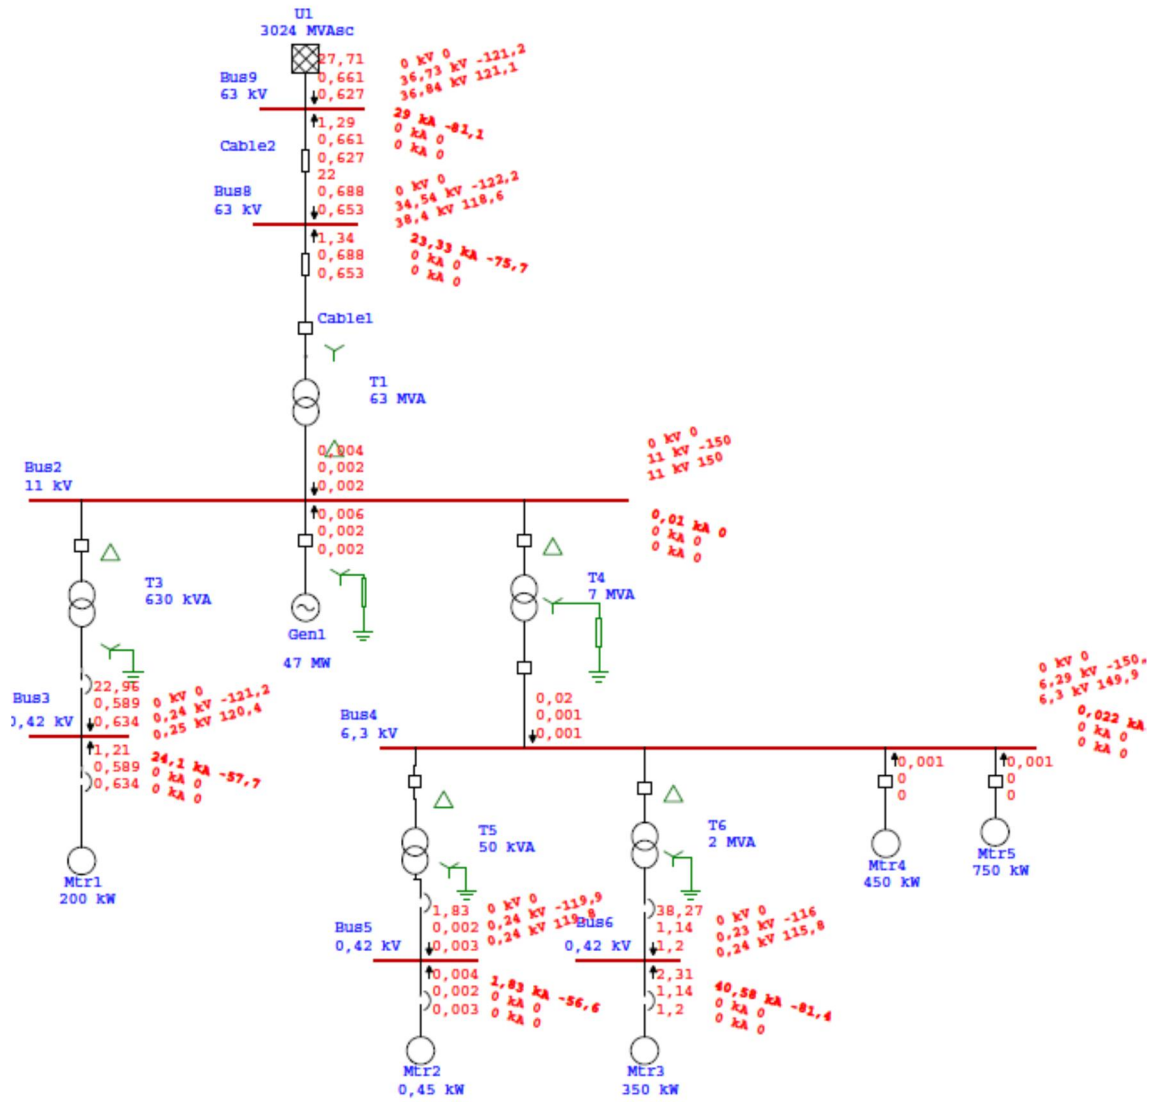 U1
3024 MVAsc
27,71
0,661
0,627
0 kV 0
36,73 kV -121,2
36,84 kV 121,1
Bus9
63 kV
1,29
0,661
0,627
29 kA -81,1
0 kA 0
0 kA 0
Cable2
22
0,688
0,653
0 kV 0
34,54 kV -122,2
38,4 kV 118,6
Bus8
63 kV
1,34
0,688
0,653
23,33 kA -75,7
0 kA 0
0 kA 0
Cable1
T1
63 MVA
0,004
0,002
0,002
0 kV 0
11 kV -150
11 kV 150
Bus2
11 kV
0,006
0,002
0,002
0,01 kA 0
0 kA 0
0 kA 0
T3
630 kVA
Gen1
47 MW
T4
7 MVA
22,96
0,589
0,634
0 kV 0
0,24 kV -121,2
0,25 kV 120,4
Bus3
0,42 kV
1,21
0,589
0,634
24,1 kA -57,7
0 kA 0
0 kA 0
Mtr1
200 kW
0,02
0,001
0,001
0 kV 0
6,29 kV -150,
6,3 kV 149,9
Bus4
6,3 kV
0,022 kA
0 kA 0
0 kA 0
0,001
0
0
0,001
0
0
T5
50 kVA
T6
2 MVA
Mtr4
450 kW
Mtr5
750 kW
1,83
0,002
0,003
0 kV 0
0,24 kV -119,9
0,24 kV 119,8
Bus5
0,42 kV
0,004
0,002
0,003
1,83 kA -56,6
0 kA 0
0 kA 0
Mtr2
0,45 kW
38,27
1,14
1,2
0 kV 0
0,23 kV -116
0,24 kV 115,8
Bus6
0,42 kV
2,31
1,14
1,2
40,58 kA -81,4
0 kA 0
0 kA 0
Mtr3
350 kW